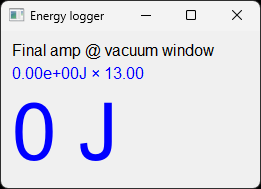 Energy logger
Final amp @ vacuum window
0.00e+00J × 13.00
0 J